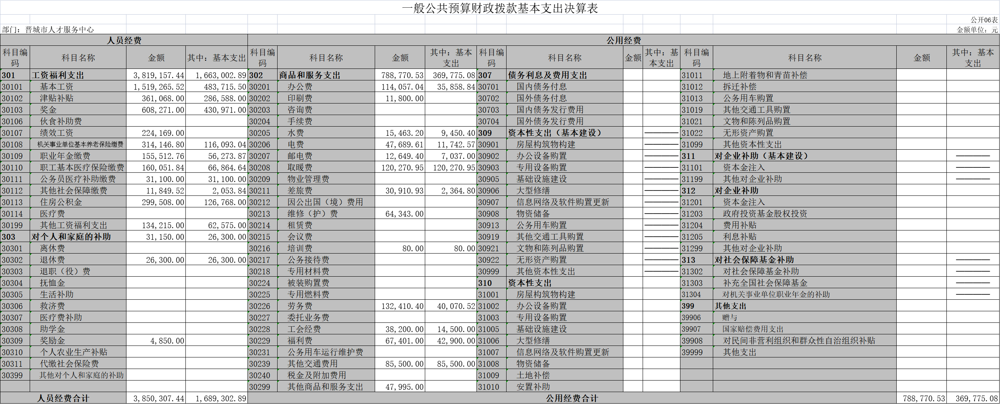 一般公共预算财政拨款基本支出决算表
公开06表
部门：晋城市人才服务中心 金额单位：元
人员经费 公用经费
科目编码 科目名称 金额 其中：基本支出 科目编码 科目名称 金额 其中：基本支出 科目编码 科目名称 金额 其中：基本支出 科目编码 科目名称 金额 其中：基本支出
301 工资福利支出 3,819,157.44 1,663,002.89 302 商品和服务支出 788,770.53 369,775.08 307 债务利息及费用支出 31011 地上附着物和青苗补偿
30101 基本工资 1,519,265.52 483,715.50 30201 办公费 114,057.04 35,858.84 30701 国内债务付息 31012 拆迁补偿
30102 津贴补贴 361,068.00 286,588.00 30202 印刷费 11,800.00 30702 国外债务付息 31013 公务用车购置
30103 奖金 608,271.00 430,971.00 30203 咨询费 30703 国内债务发行费用 31019 其他交通工具购置
30106 伙食补助费 30204 手续费 30704 国外债务发行费用 31021 文物和陈列品购置
30107 绩效工资 224,169.00 30205 水费 15,463.20 9,450.40 309 资本性支出（基本建设） ———— 31022 无形资产购置
30108 机关事业单位基本养老保险缴费 314,146.80 116,093.04 30206 电费 47,689.61 11,742.57 30901 房屋构筑物构建 ———— 31099 其他资本性支出
30109 职业年金缴费 155,512.76 56,273.87 30207 邮电费 12,649.40 7,037.00 30902 办公设备购置 ———— 311 对企业补助（基本建设） ————
30110 职工基本医疗保险缴费 160,051.84 66,864.64 30208 取暖费 120,270.95 120,270.95 30903 专用设备购置 ———— 31101 资本金注入 ————
30111 公务员医疗补助缴费 31,100.00 31,100.00 30209 物业管理费 30905 基础设施建设 ———— 31199 其他对企业补助 ————
30112 其他社会保障缴费 11,849.52 2,053.84 30211 差旅费 30,910.93 2,364.80 30906 大型修缮 ———— 312 对企业补助
30113 住房公积金 299,508.00 126,768.00 30212 因公出国（境）费用 30907 信息网络及软件购置更新 ———— 31201 资本金注入
30114 医疗费 30213 维修（护）费 64,343.00 30908 物资储备 ———— 31203 政府投资基金股权投资
30199 其他工资福利支出 134,215.00 62,575.00 30214 租赁费 30913 公务用车购置 ———— 31204 费用补贴
303 对个人和家庭的补助 31,150.00 26,300.00 30215 会议费 30919 其他交通工具购置 ———— 31205 利息补贴
30301 离休费 30216 培训费 80.00 80.00 30921 文物和陈列品购置 ———— 31299 其他对企业补助
30302 退休费 26,300.00 26,300.00 30217 公务接待费 30922 无形资产购置 ———— 313 对社会保障基金补助 ————
30303 退职（役）费 30218 专用材料费 30999 其他资本性支出 ———— 31302 对社会保障基金补助 ————
30304 抚恤金 30224 被装购置费 310 资本性支出 31303 补充全国社会保障基金 ————
30305 生活补助 30225 专用燃料费 31001 房屋构筑物构建 31304 对机关事业单位职业年金的补助 ————
30306 救济费 30226 劳务费 132,410.40 40,070.52 31002 办公设备购置 399 其他支出
30307 医疗费补助 30227 委托业务费 31003 专用设备购置 39906 赠与
30308 助学金 30228 工会经费 38,200.00 14,500.00 31005 基础设施建设 39907 国家赔偿费用支出
30309 奖励金 4,850.00 30229 福利费 67,401.00 42,900.00 31006 大型修缮 39908 对民间非营利组织和群众性自治组织补贴
30310 个人农业生产补贴 30231 公务用车运行维护费 31007 信息网络及软件购置更新 39999 其他支出
30311 代缴社会保险费 30239 其他交通费用 85,500.00 85,500.00 31008 物资储备
30399 其他对个人和家庭的补助 30240 税金及附加费用 31009 土地补偿
30299 其他商品和服务支出 47,995.00 31010 安置补助
人员经费合计 3,850,307.44 1,689,302.89 公用经费合计 788,770.53 369,775.08